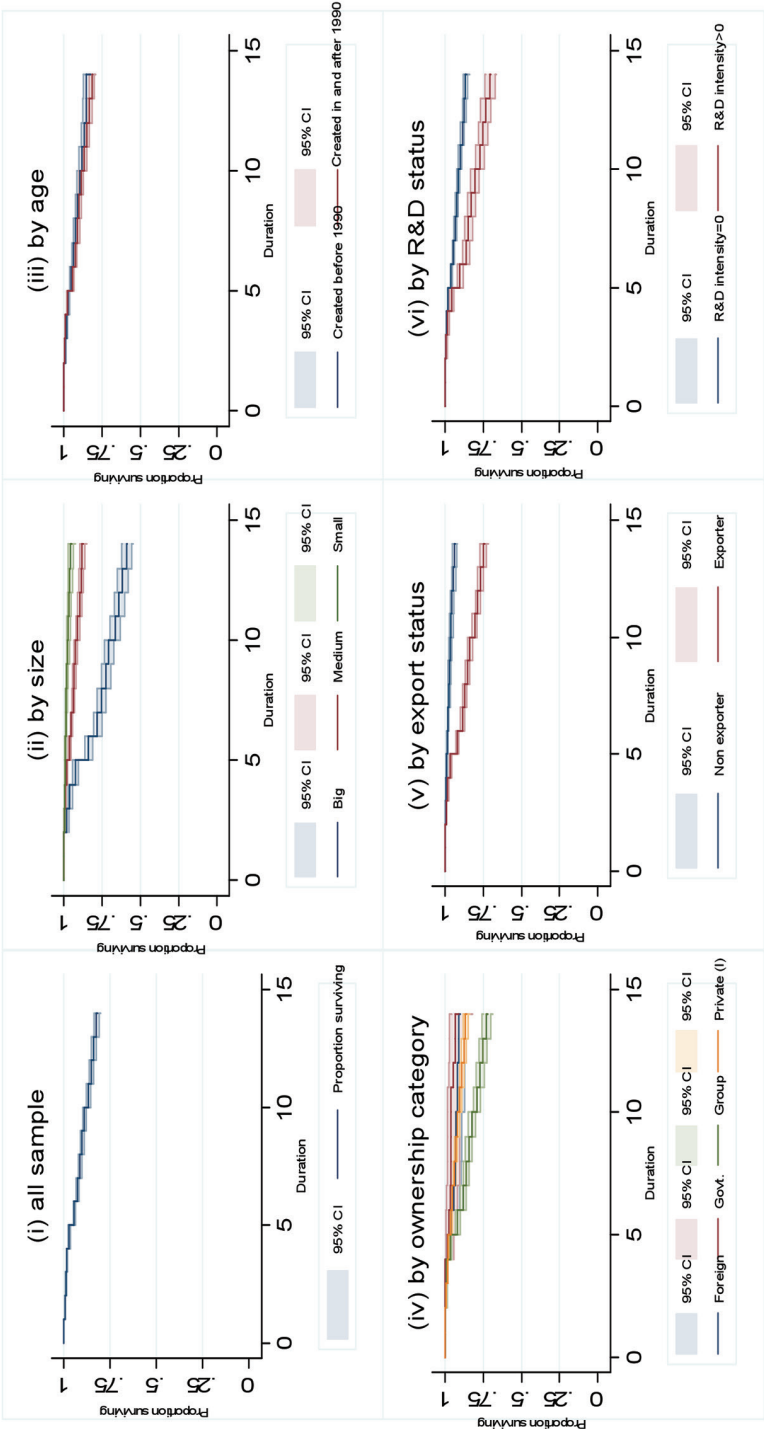 (i) all sample
Proportion surviving
1
.75
.5
.25
0
0
5
10
15
Duration
95% CI
Proportion surviving
(ii) by size
Proportion surviving
1
.75
.5
.25
0
0
5
10
15
Duration
95% CI
95% CI
95% CI
Big
Medium
Small
(iii) by age
Proportion surviving
1
.75
.5
.25
0
0
5
10
15
Duration
95% CI
95% CI
Created before 1990
Created in and after 1990
(iv) by ownership category
Proportion surviving
1
.75
.5
.25
0
0
5
10
15
Duration
95% CI
95% CI
95% CI
95% CI
Foreign
Govt.
Group
Private (I)
(v) by export status
Proportion surviving
1
.75
.5
.25
0
0
5
10
15
Duration
95% CI
95% CI
Non exporter
Exporter
(vi) by R&D status
Proportion surviving
1
.75
.5
.25
0
0
5
10
15
Duration
95% CI
95% CI
R&D intensity=0
R&D intensity>0